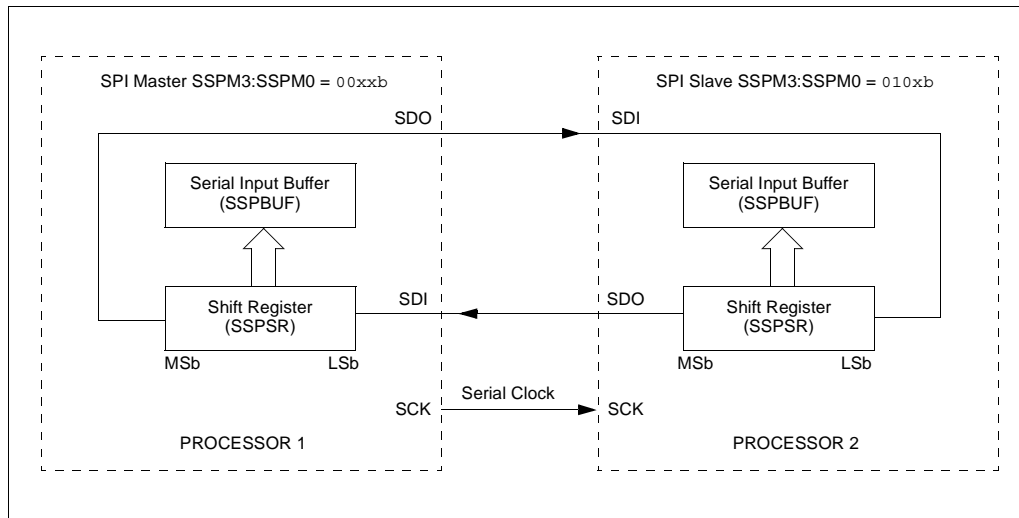 SPI Master SSPM3:SSPM0 = 00xxb
SDO
Serial Input Buffer
(SSPBUF)
Shift Register
(SSPSR)
MSb
LSb
SDI
SCK
PROCESSOR 1
Serial Clock
SPI Slave SSPM3:SSPM0 = 010xb
SDI
Serial Input Buffer
(SSPBUF)
SDO
Shift Register
(SSPSR)
MSb
LSb
SCK
PROCESSOR 2